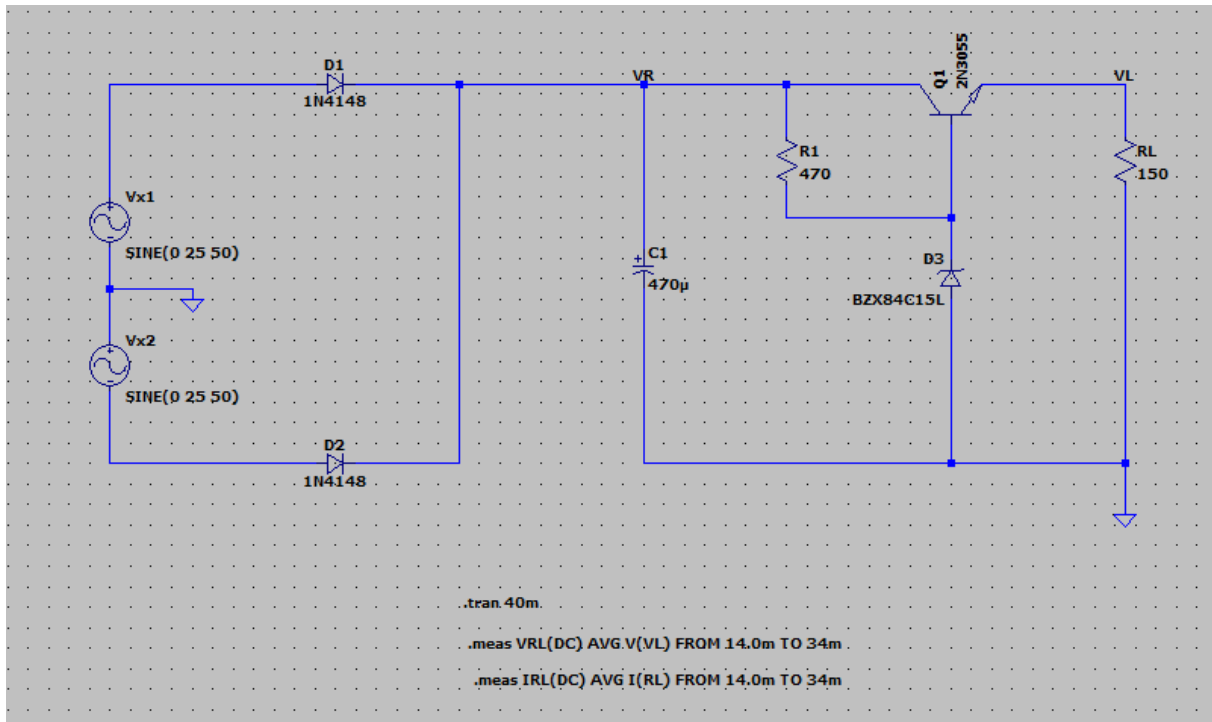 D1
1N4148
VR
Q1
2N3055
VL
R1
470
RL
150
Vx1
SINE(0 25 50)
+
C1
470µ
D3
BZX84C15L
Vx2
SINE(0 25 50)
D2
1N4148
.tran 40m
.meas VRL(DC) AVG V(VL) FROM 14.0m TO 34m
.meas IRL(DC) AVG I(RL) FROM 14.0m TO 34m